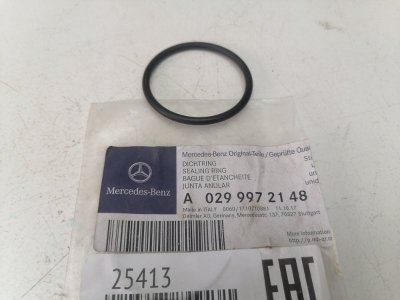 Mercedes-Benz Original-Teile / Geprüfte Qual
DICHTRING
SEALING RING
BAGUE D'ETANCHEITE
JUNTA ANULAR
Mercedes-Benz
A 029 997 21 48
Made in ITALY
Daimler AG, Germany, Mercedesstr. 137, 70327 Stuttgart
More information
25413
EAC